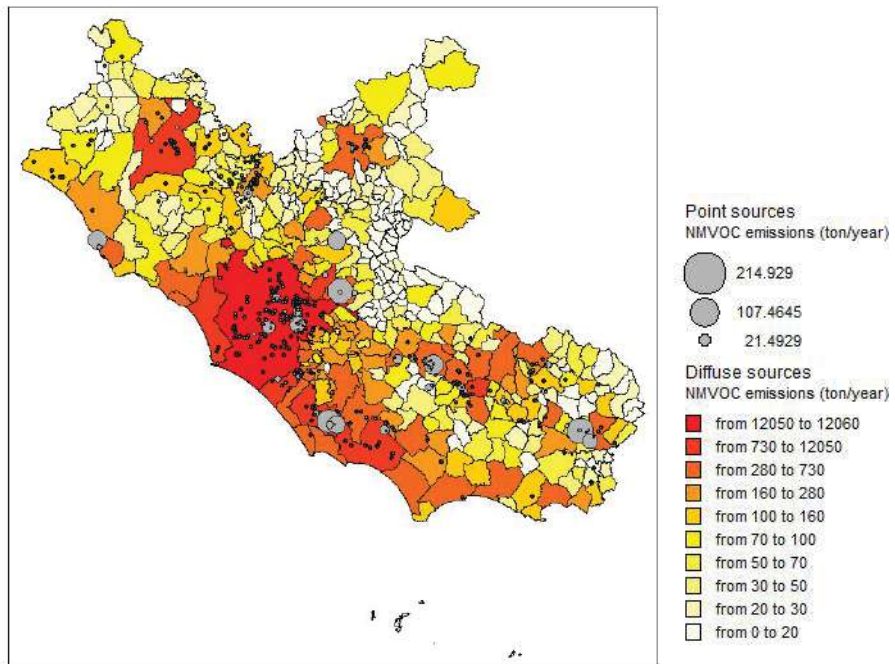 Point sources
NMVOC emissions (ton/year)
214.929
107.4645
21.4929
Diffuse sources
NMVOC emissions (ton/year)
from 12050 to 12060
from 730 to 12050
from 280 to 730
from 160 to 280
from 100 to 160
from 70 to 100
from 50 to 70
from 30 to 50
from 20 to 30
from 0 to 20